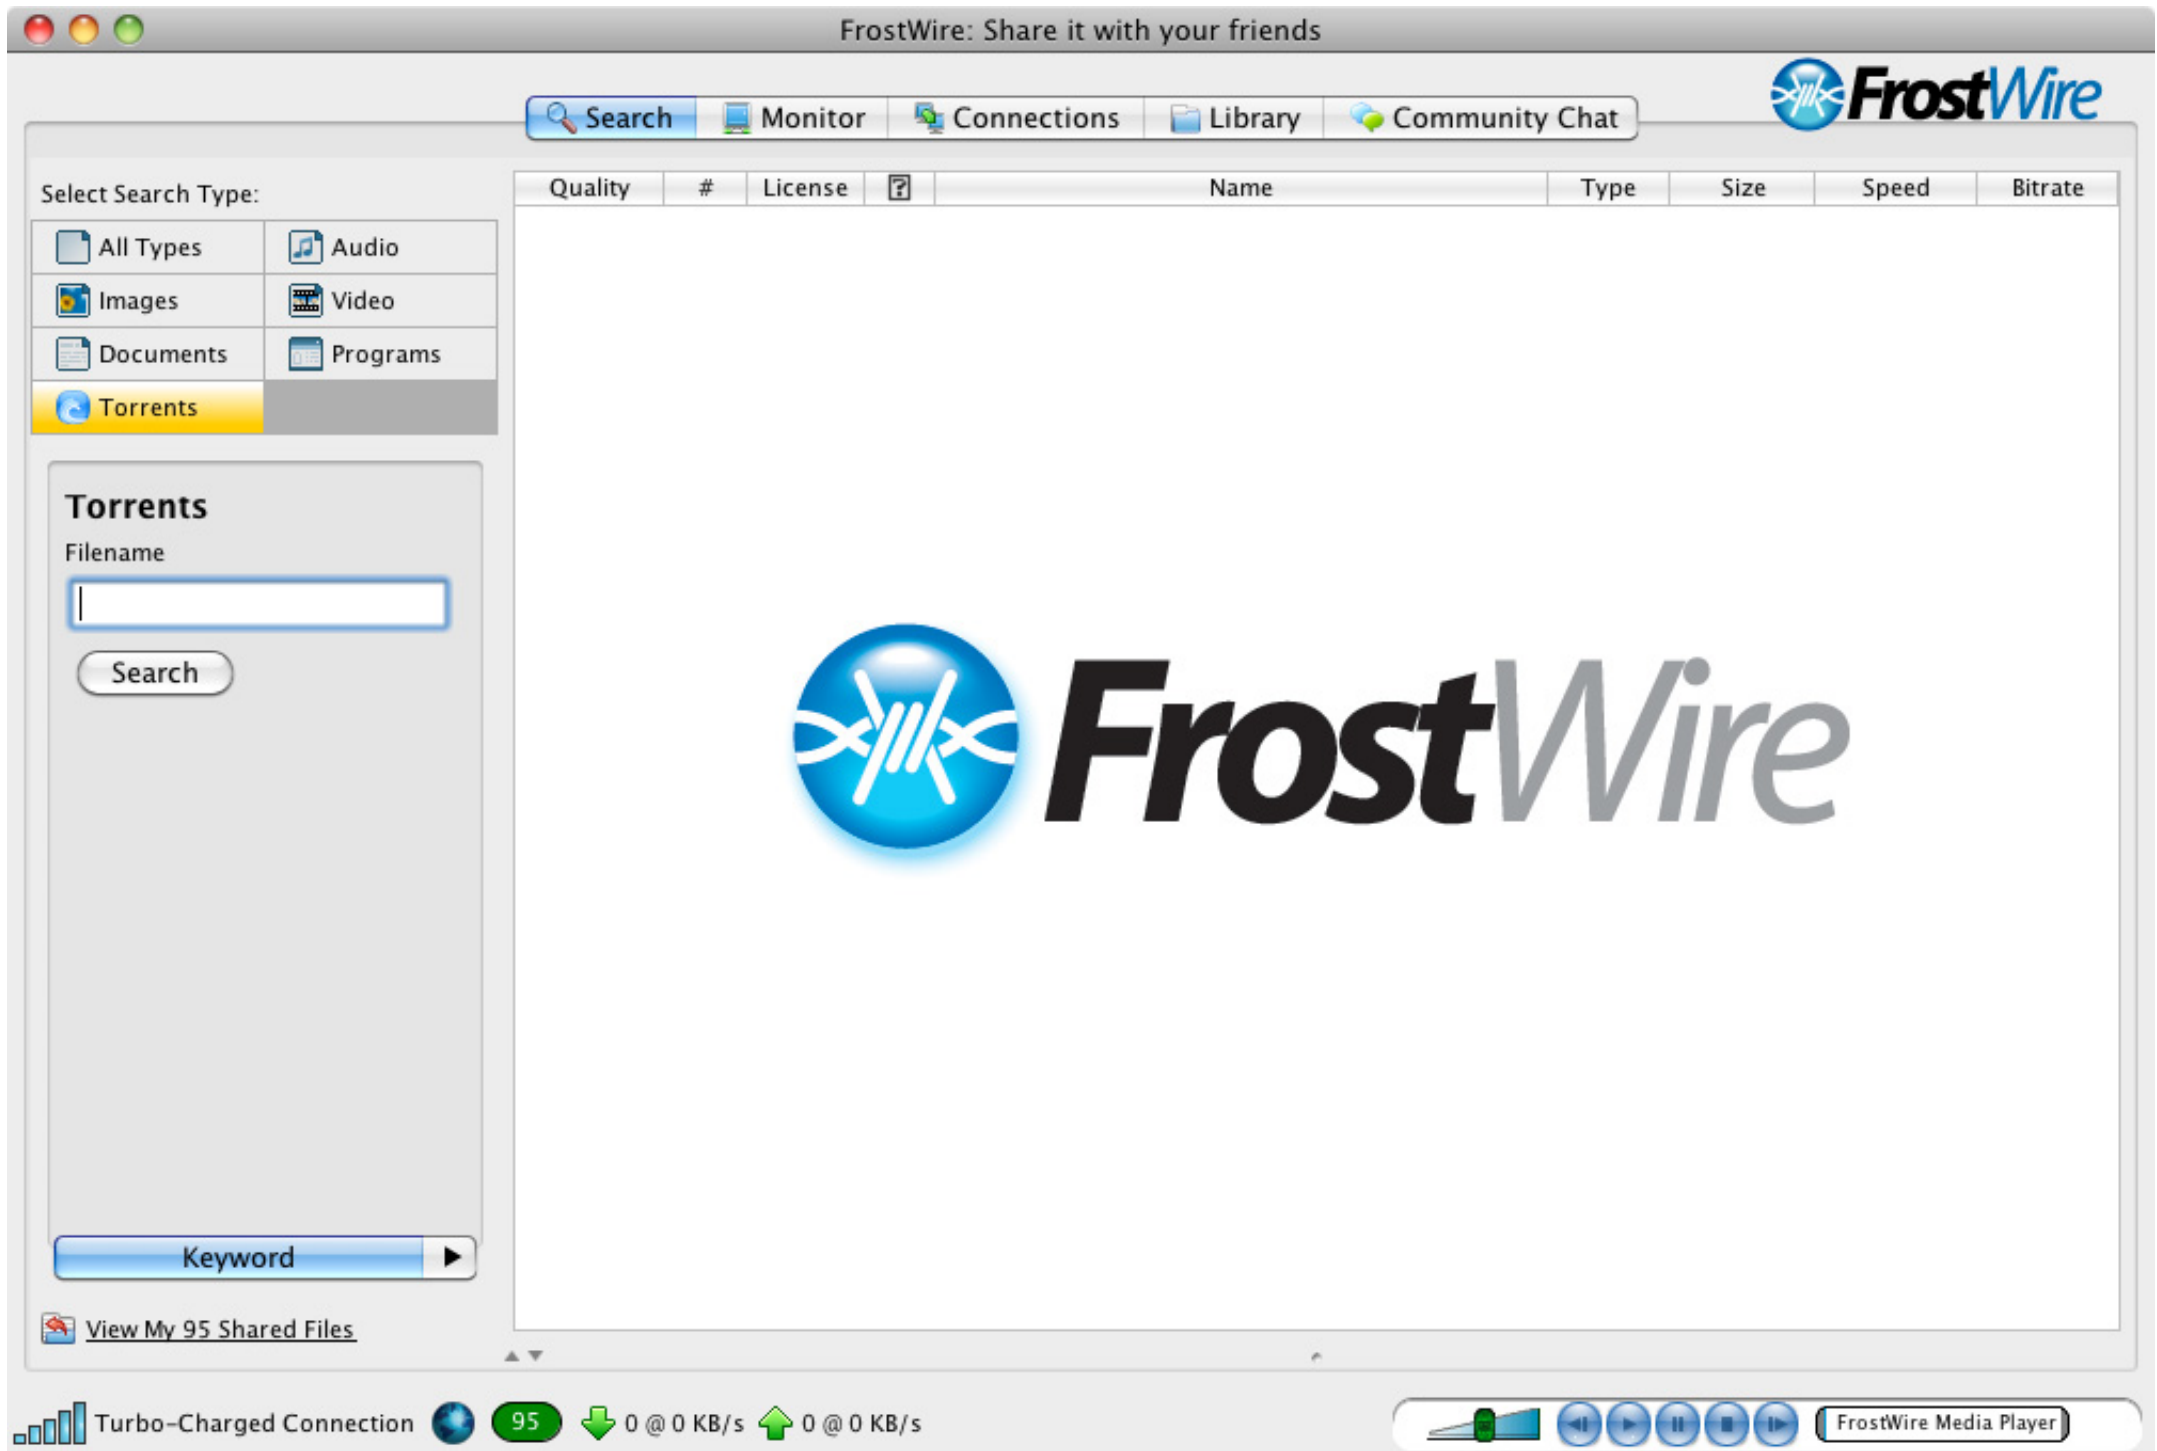 FrostWire: Share it with your friends
Search Monitor Connections Library Community Chat
FrostWire
Select Search Type:
Quality # License ? Name Type Size Speed Bitrate
All Types Audio
Images Video
Documents Programs
Torrents
Torrents
Filename
Search
FrostWire
Keyword
View My 95 Shared Files
Turbo-Charged Connection 95 0 @ 0 KB/s 0 @ 0 KB/s FrostWire Media Player